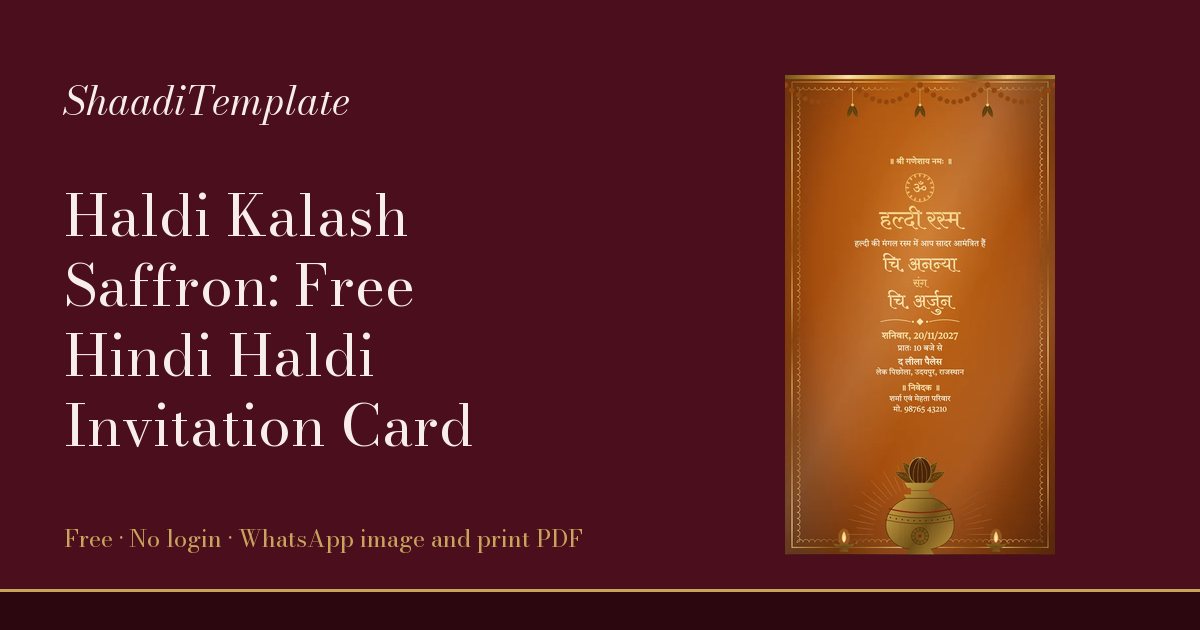 ShaadiTemplate
Haldi Kalash
Saffron: Free
Hindi Haldi
Invitation Card
Free · No login · WhatsApp image and print PDF
॥ श्री गणेशाय नमः ॥
ॐ
हल्दी रस्म
हल्दी की मंगल रस्म में आप सादर आमंत्रित हैं
चि. अनन्या
संग
चि. अर्जुन
शनिवार, 20/11/2027
प्रातः 10 बजे से
द लीला पैलेस
लेक पिछोला, उदयपुर, राजस्थान
॥ निवेदक ॥
शर्मा एवं मेहता परिवार
मो. 98765 43210